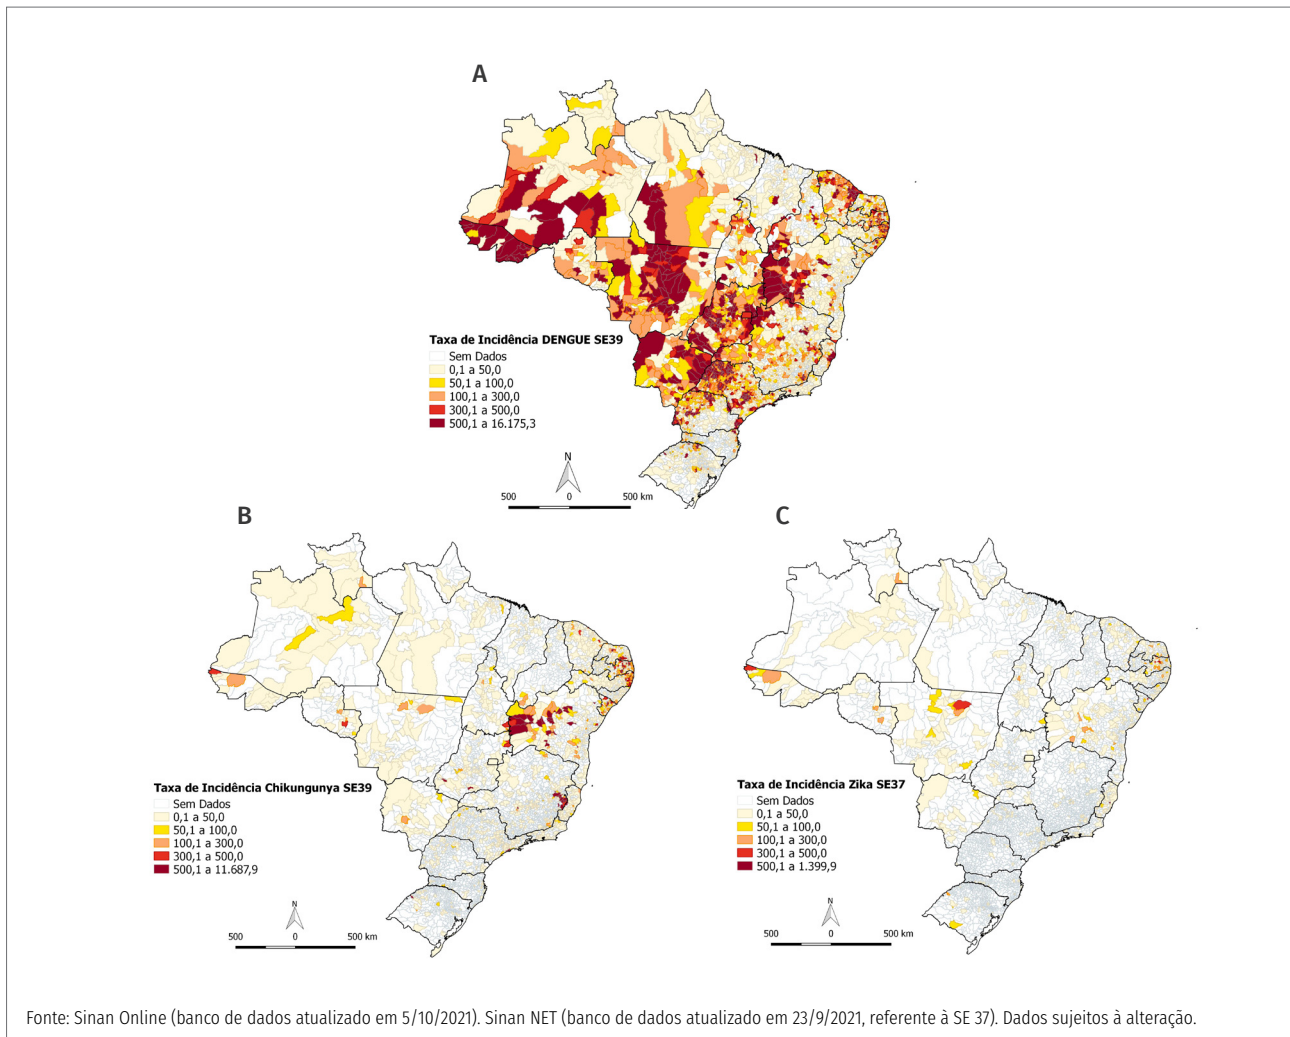 A
Taxa de Incidência DENGUE SE39
Sem Dados
0,1 a 50,0
50,1 a 100,0
100,1 a 300,0
300,1 a 500,0
500,1 a 16.175,3
N
500 0 500 km
B
Taxa de Incidência Chikungunya SE39
Sem Dados
0,1 a 50,0
50,1 a 100,0
100,1 a 300,0
300,1 a 500,0
500,1 a 11.687,9
N
500 0 500 km
C
Taxa de Incidência Zika SE37
Sem Dados
0,1 a 50,0
50,1 a 100,0
100,1 a 300,0
300,1 a 500,0
500,1 a 1.399,9
N
500 0 500 km
Fonte: Sinan Online (banco de dados atualizado em 5/10/2021). Sinan NET (banco de dados atualizado em 23/9/2021, referente à SE 37). Dados sujeitos à alteração.